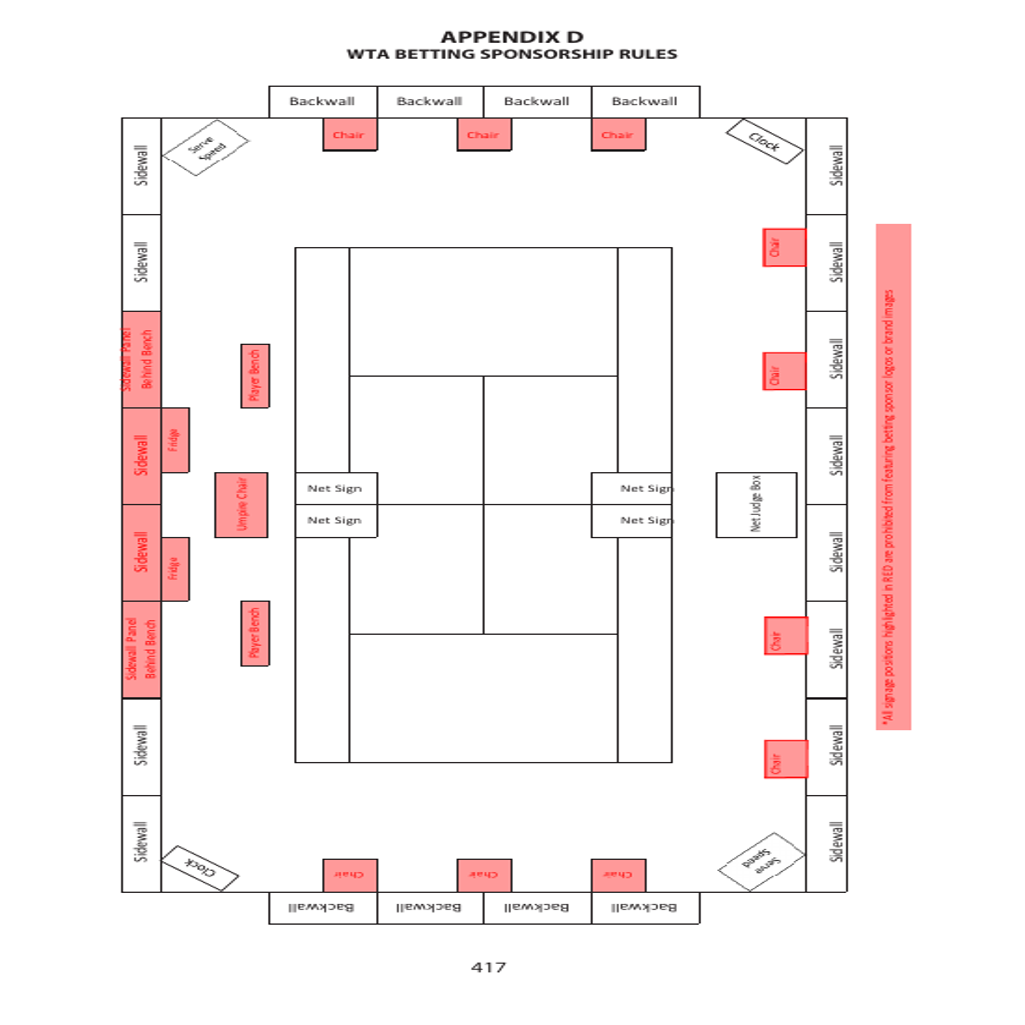 APPENDIX D
WTA BETTING SPONSORSHIP RULES
Backwall
Backwall
Backwall
Backwall
Chair
Chair
Chair
Serve
Speed
Clock
Sidewall
Sidewall
Sidewall Panel
Behind Bench
Sidewall
Sidewall
Sidewall Panel
Behind Bench
Sidewall
Sidewall
Fridge
Fridge
Player Bench
Umpire Chair
Player Bench
Net Sign
Net Sign
Net Sign
Net Sign
Net Judge Box
Chair
Chair
Chair
Chair
Sidewall
Sidewall
Sidewall
Sidewall
Sidewall
Sidewall
Sidewall
Sidewall
*All signage positions highlighted in RED are prohibited from featuring betting sponsor logos or brand images
Clock
Serve
Speed
Chair
Chair
Chair
Backwall
Backwall
Backwall
Backwall
417